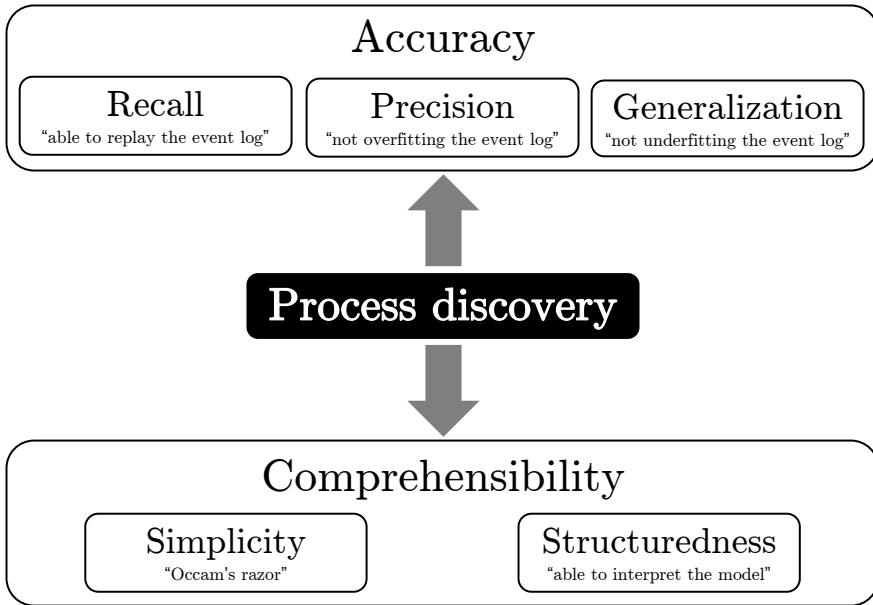 Accuracy
Recall
“able to replay the event log”
Precision
“not overfitting the event log”
Generalization
“not underfitting the event log”
Process discovery
Comprehensibility
Simplicity
“Occam's razor”
Structuredness
“able to interpret the model”